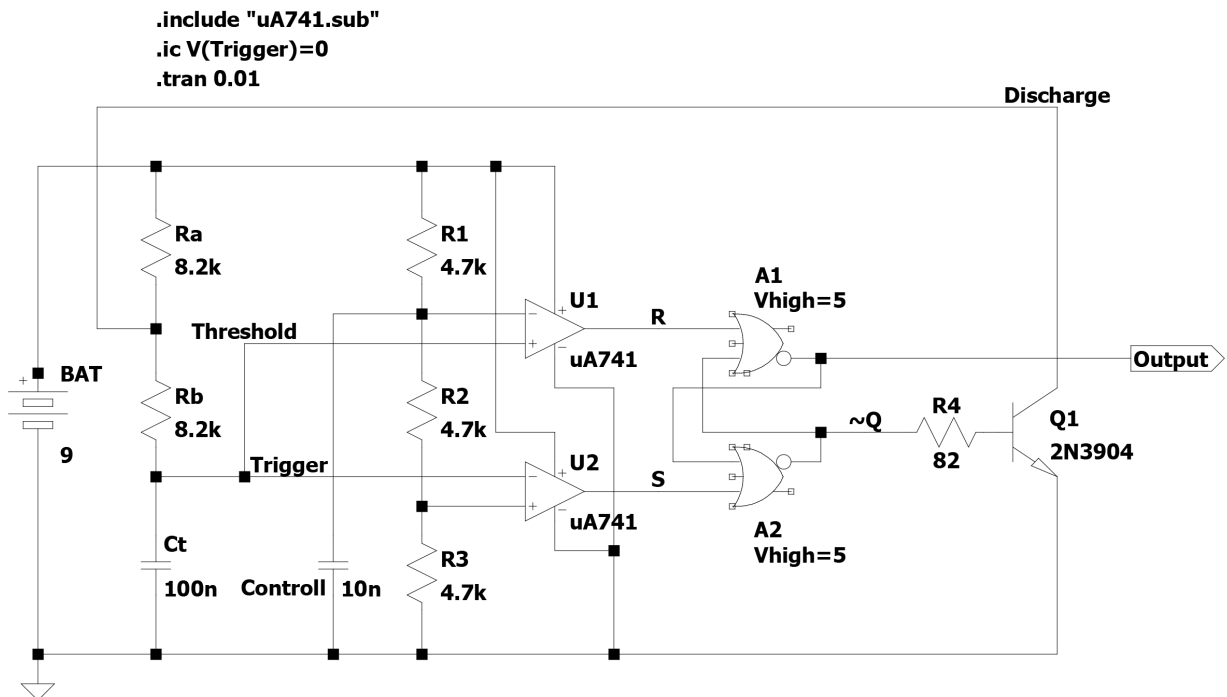 .include "uA741.sub"
.ic V(Trigger)=0
.tran 0.01
Discharge
Ra
8.2k
R1
4.7k
U1
uA741
R
A1
Vhigh=5
Threshold
Output
+
BAT
9
Rb
8.2k
R2
4.7k
~Q
R4
82
Q1
2N3904
Trigger
U2
uA741
S
A2
Vhigh=5
Ct
100n
Controll
10n
R3
4.7k